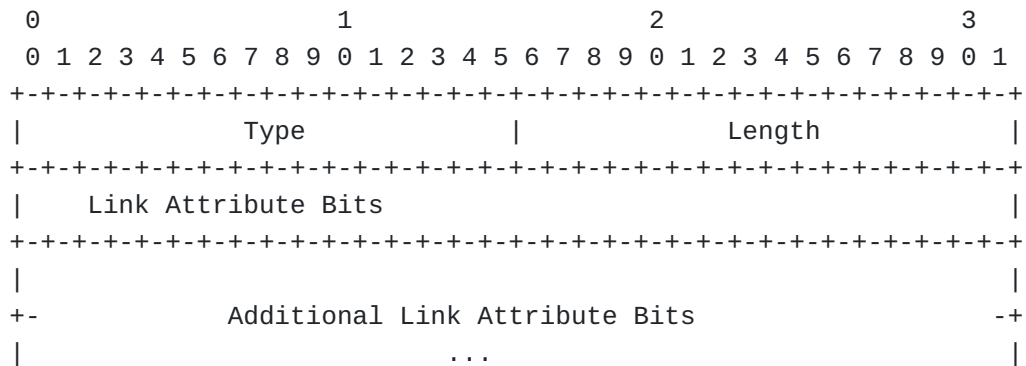 0                   1                   2                   3
 0 1 2 3 4 5 6 7 8 9 0 1 2 3 4 5 6 7 8 9 0 1 2 3 4 5 6 7 8 9 0 1
+-+-+-+-+-+-+-+-+-+-+-+-+-+-+-+-+-+-+-+-+-+-+-+-+-+-+-+-+-+-+-+-+
|              Type             |             Length            |
+-+-+-+-+-+-+-+-+-+-+-+-+-+-+-+-+-+-+-+-+-+-+-+-+-+-+-+-+-+-+-+-+
|    Link Attribute Bits                                        |
+-+-+-+-+-+-+-+-+-+-+-+-+-+-+-+-+-+-+-+-+-+-+-+-+-+-+-+-+-+-+-+-+
|                                                               |
+-            Additional Link Attribute Bits                   -+
|                           ...                                 |